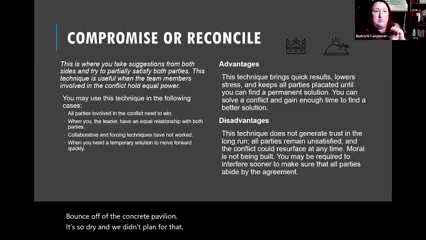 COMPROMISE OR RECONCILE
This is where you take suggestions from both
sides and try to partially satisfy both parties. This
technique is useful when the team members
involved in the conflict hold equal power.
You may use this technique in the following
cases:
All parties involved in the conflict need to win.
When you, the leader, have an equal relationship with both
parties.
Collaborative and forcing techniques have not worked.
When you need a temporary solution to move forward
quickly.
Advantages
This technique brings quick results, lowers
stress, and keeps all parties placated until
you can find a permanent solution. You can
solve a conflict and gain enough time to find a
better solution.
Disadvantages
This technique does not generate trust in the
long run; all parties remain unsatisfied, and
the conflict could resurface at any time. Moral
is not being built. You may be required to
interfere sooner to make sure that all parties
abide by the agreement.
Bounce off of the concrete pavilion.
It's so dry and we didn't plan for that.